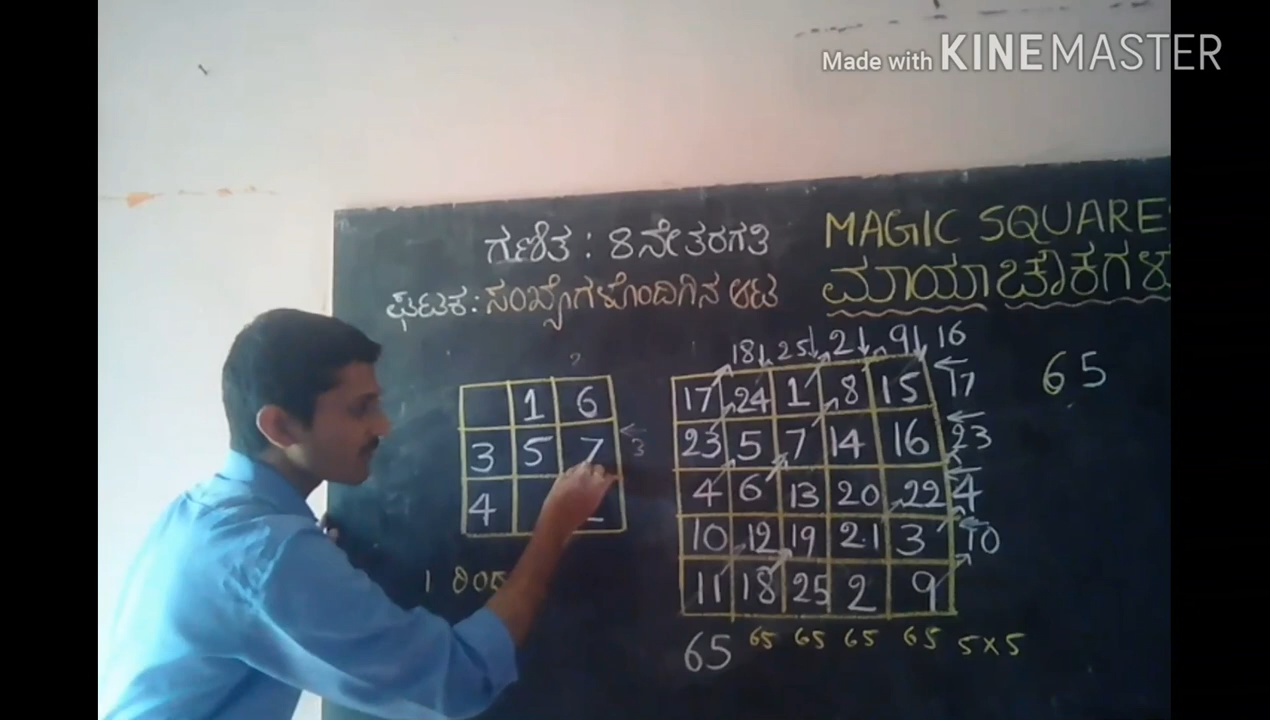 Made with KINEMASTER
ಗಣಿತ : 8ನೇ ತರಗತಿ
MAGIC SQUARE
ಘಟಕ: ಸಂಖ್ಯೆಗಳೊಂದಿಗಿನ ಆಟ
ಮಾಯಾ ಚೌಕಗಳು
18 25 2 9 16
65
1 6
3 5 7
3
4
17 24 1 8 15 17
23 5 7 14 16 23
4 6 13 20 22 4
10 12 19 21 3 10
11 18 25 2 9
65 65 65 65 65 5×5